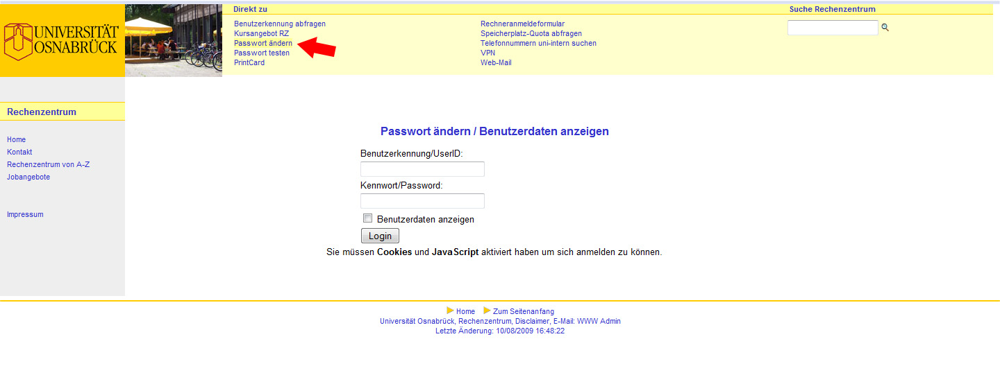 UNIVERSITÄT
OSNABRÜCK
Direkt zu
Benutzerkennung abfragen
Kursangebot RZ
Passwort ändern
Passwort testen
PrintCard
Rechneranmeldeformular
Speicherplatz-Quota abfragen
Telefonnummern uni-intern suchen
VPN
Web-Mail
Suche Rechenzentrum
Rechenzentrum
Home
Kontakt
Rechenzentrum von A-Z
Jobangebote
Impressum
Passwort ändern / Benutzerdaten anzeigen
Benutzerkennung/UserID:
Kennwort/Password:
Benutzerdaten anzeigen
Login
Sie müssen Cookies und JavaScript aktiviert haben um sich anmelden zu können.
Home Zum Seitenanfang
Universität Osnabrück, Rechenzentrum, Disclaimer, E-Mail: WWW Admin
Letzte Änderung: 10/08/2009 16:48:22